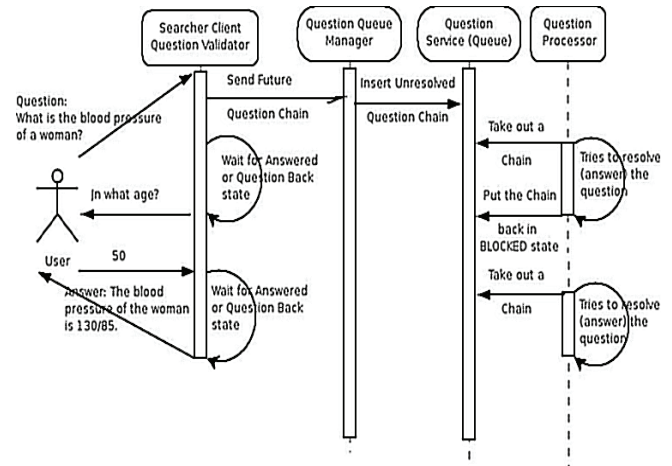 Searcher Client
Question Validator
Question Queue
Manager
Question
Service (Queue)
Question
Processor
Question:
What is the blood pressure
of a woman?
Send Future
Question Chain
Insert Unresolved
Question Chain
Take out a
Chain
Tries to resolve
(answer) the
question
Wait for Answered
or Question Back
state
In what age?
Put the Chain
back in
BLOCKED state
User
50
Answer: The blood
pressure of the woman
is 130/85.
Wait for Answered
or Question Back
state
Take out a
Chain
Tries to resolve
(answer) the
question